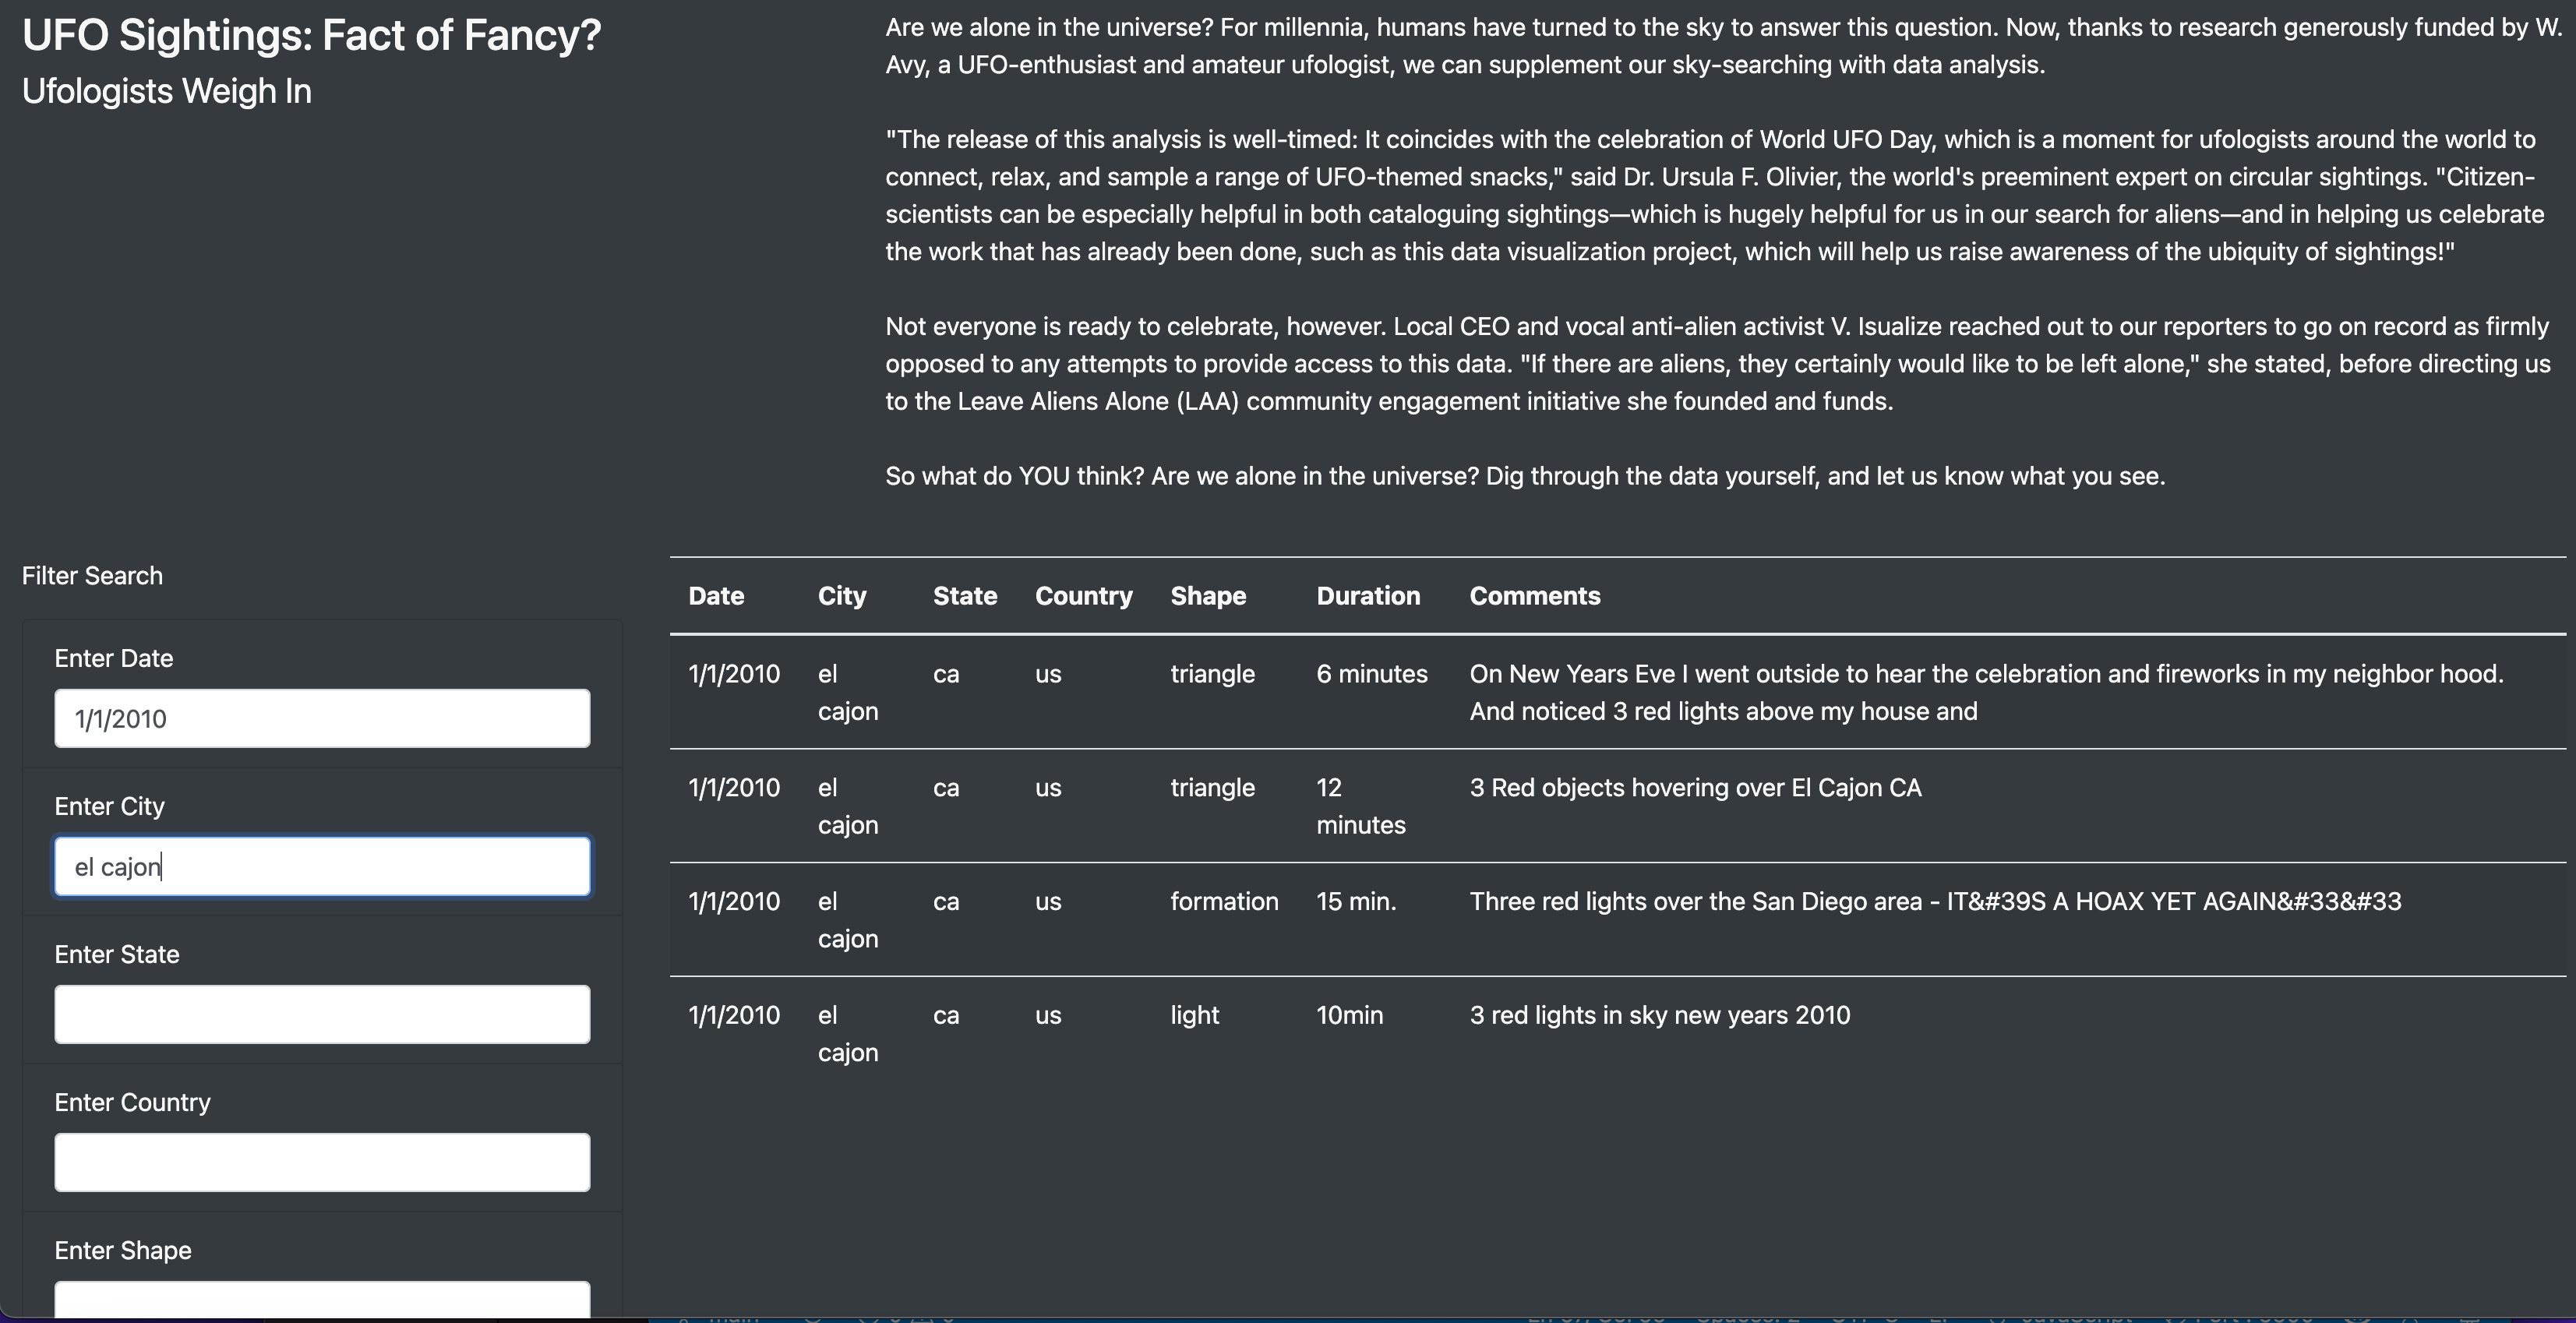 UFO Sightings: Fact of Fancy?
Ufologists Weigh In
Are we alone in the universe? For millennia, humans have turned to the sky to answer this question. Now, thanks to research generously funded by W.
Avy, a UFO-enthusiast and amateur ufologist, we can supplement our sky-searching with data analysis.
"The release of this analysis is well-timed: It coincides with the celebration of World UFO Day, which is a moment for ufologists around the world to
connect, relax, and sample a range of UFO-themed snacks," said Dr. Ursula F. Olivier, the world's preeminent expert on circular sightings. "Citizen-
scientists can be especially helpful in both cataloguing sightings—which is hugely helpful for us in our search for aliens—and in helping us celebrate
the work that has already been done, such as this data visualization project, which will help us raise awareness of the ubiquity of sightings!"
Not everyone is ready to celebrate, however. Local CEO and vocal anti-alien activist V. Isualize reached out to our reporters to go on record as firmly
opposed to any attempts to provide access to this data. "If there are aliens, they certainly would like to be left alone," she stated, before directing us
to the Leave Aliens Alone (LAA) community engagement initiative she founded and funds.
So what do YOU think? Are we alone in the universe? Dig through the data yourself, and let us know what you see.
Filter Search
Enter Date
1/1/2010
Enter City
el cajon
Enter State
Enter Country
Enter Shape
Date City State Country Shape Duration Comments
1/1/2010 el ca us triangle 6 minutes On New Years Eve I went outside to hear the celebration and fireworks in my neighbor hood.
cajon And noticed 3 red lights above my house and
1/1/2010 el ca us triangle 12 3 Red objects hovering over El Cajon CA
cajon minutes
1/1/2010 el ca us formation 15 min. Three red lights over the San Diego area - IT&#39S A HOAX YET AGAIN&#33&#33
cajon
1/1/2010 el ca us light 10min 3 red lights in sky new years 2010
cajon